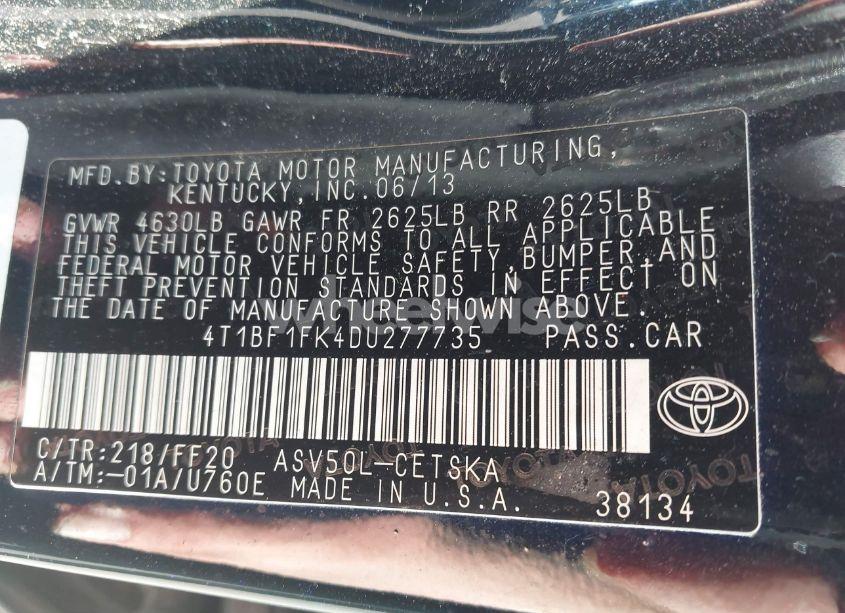 MFD. BY: TOYOTA MOTOR MANUFACTURING,
KENTUCKY, INC. 06/13
GVWR 4630LB GAWR FR 2625LB RR 2625LB
THIS VEHICLE CONFORMS TO ALL APPLICABLE
FEDERAL MOTOR VEHICLE SAFETY, BUMPER, AND
THEFT PREVENTION STANDARDS IN EFFECT ON
THE DATE OF MANUFACTURE SHOWN ABOVE.
4T1BF1FK4DU277735 PASS. CAR
C/TR: 218/FF20 ASV50L-CETSKA
A/TM: -01A/U760E MADE IN U.S.A. 38134
wheelwise
TOYOTA